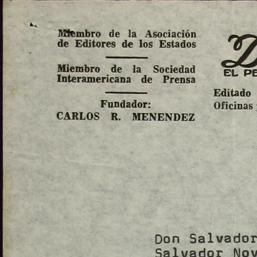 Miembro de la Asociación
de Editores de los Estados
Miembro de la Sociedad
Interamericana de Prensa
Fundador:
CARLOS R. MENENDEZ
D
EL PE
Editado
Oficinas
Don Salvador
Salvador Nov